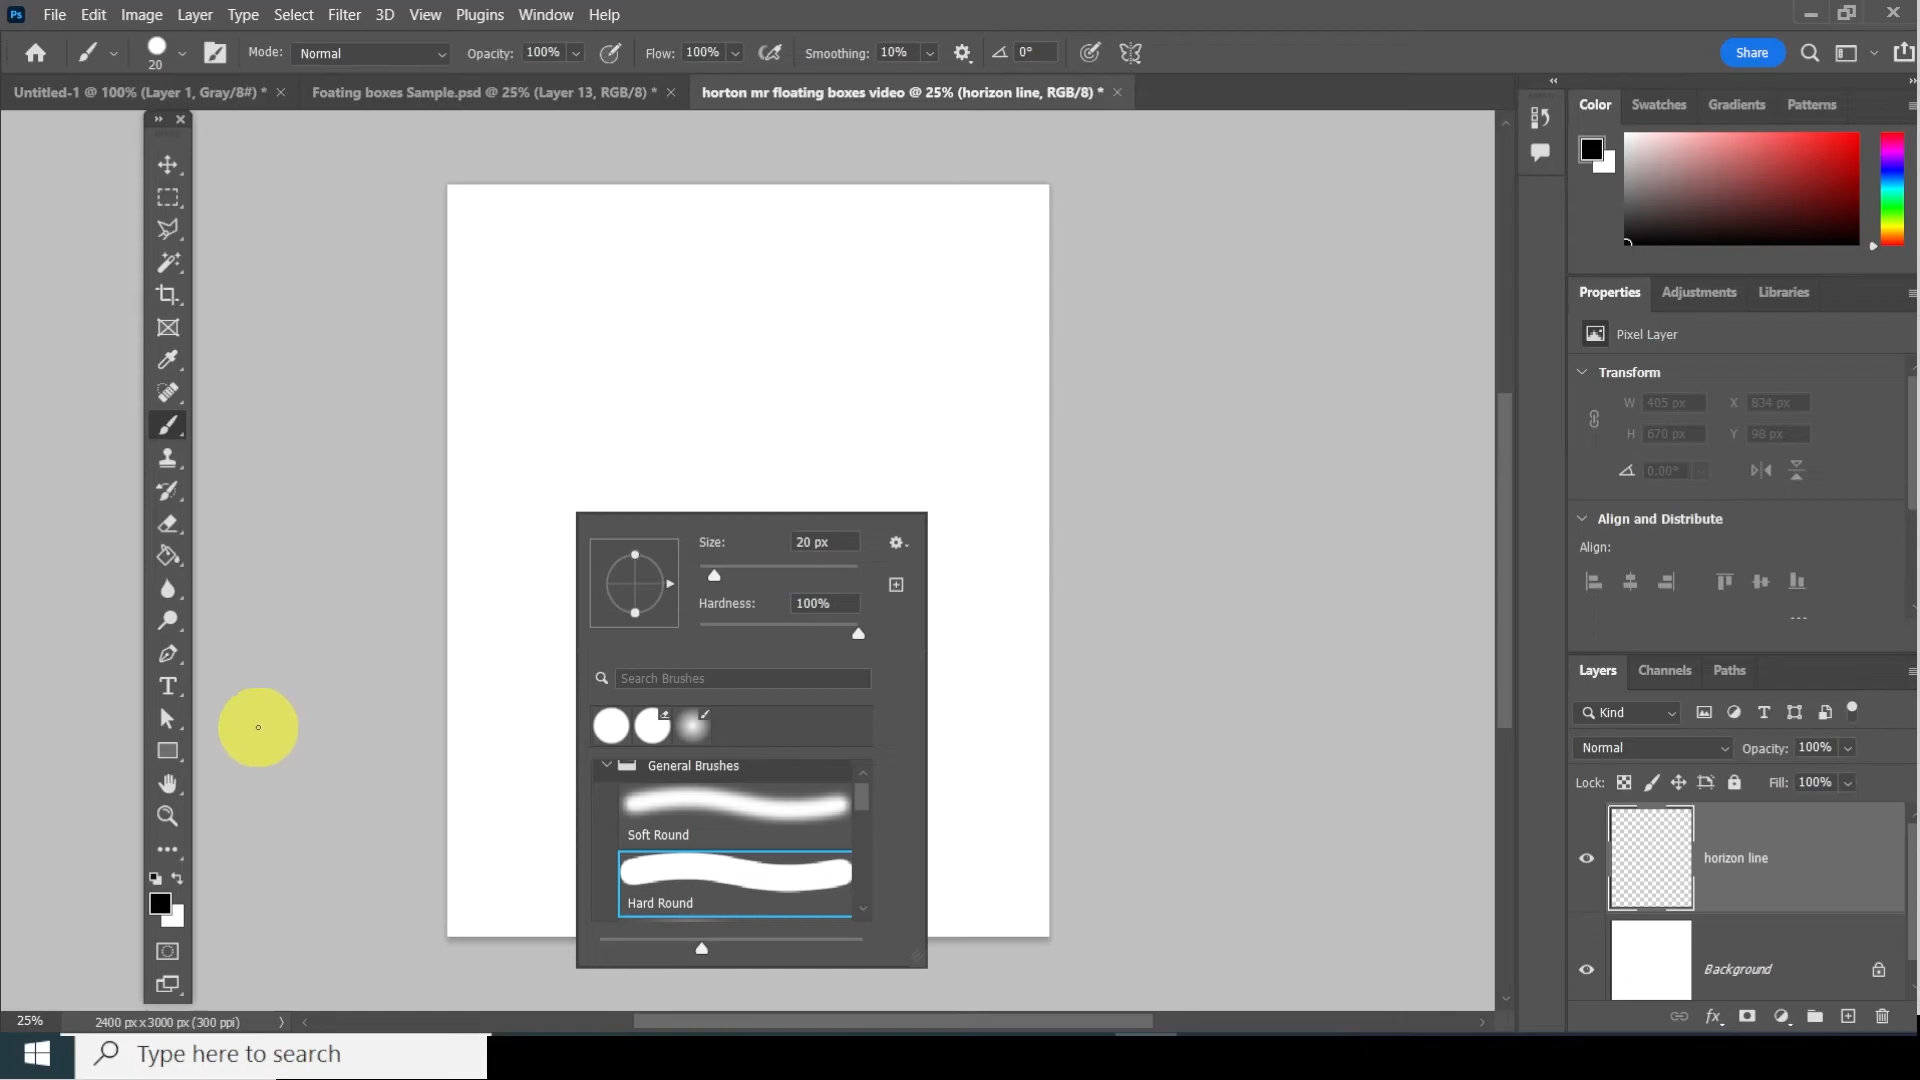 Ps File Edit Image Layer Type Select Filter 3D View Plugins Window Help
20 Mode: Normal Opacity: 100% Flow: 100% Smoothing: 10% 0° Share
Untitled-1 @ 100% (Layer 1, Gray/8#) * Foating boxes Sample.psd @ 25% (Layer 13, RGB/8) * horton mr floating boxes video @ 25% (horizon line, RGB/8) *
Color Swatches Gradients Patterns
Properties Adjustments Libraries
Pixel Layer
Transform
W 405 px X 834 px
H 670 px Y 98 px
0.00°
Align and Distribute
Align:
Size: 20 px
Hardness: 100%
Search Brushes
General Brushes
Soft Round
Hard Round
Layers Channels Paths
Kind
Normal Opacity: 100%
Lock: Fill: 100%
horizon line
Background
25% 2400 px x 3000 px (300 ppi)
Type here to search